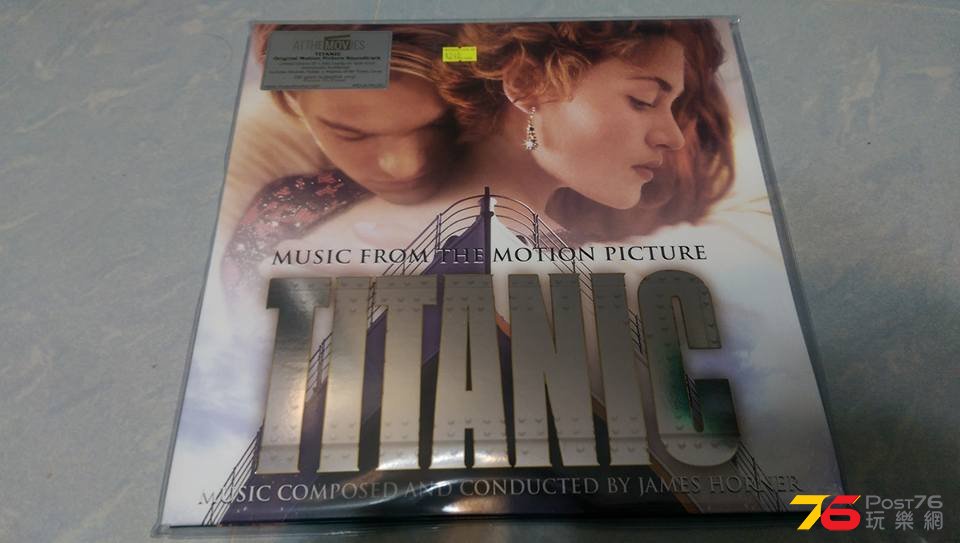 AT THE MOVIES
TITANIC
Original Motion Picture Soundtrack
MUSIC FROM THE MOTION PICTURE
TITANIC
MUSIC COMPOSED AND CONDUCTED BY JAMES HORNER
76 Post76
玩樂網